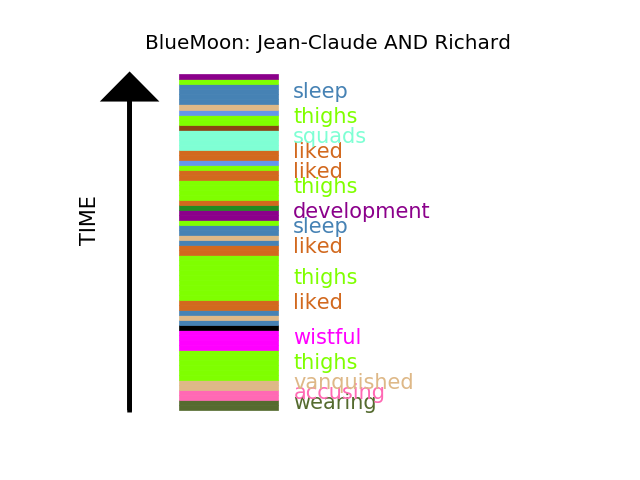 BlueMoon: Jean-Claude AND Richard
TIME
sleep
thighs
squads
liked
liked
thighs
development
sleep
liked
thighs
liked
wistful
thighs
vanquished
accusing
wearing